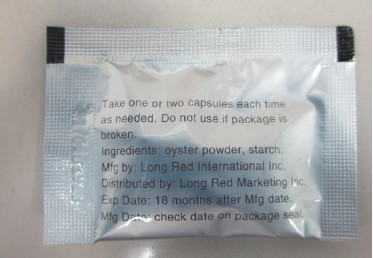 Take one or two capsules each time
as needed. Do not use if package is
broken.
Ingredients: oyster powder, starch.
Mfg by: Long Red International Inc.
Distributed by: Long Red Marketing Inc.
Exp Date: 18 months after Mfg date.
Mfg Date: check date on package seal.